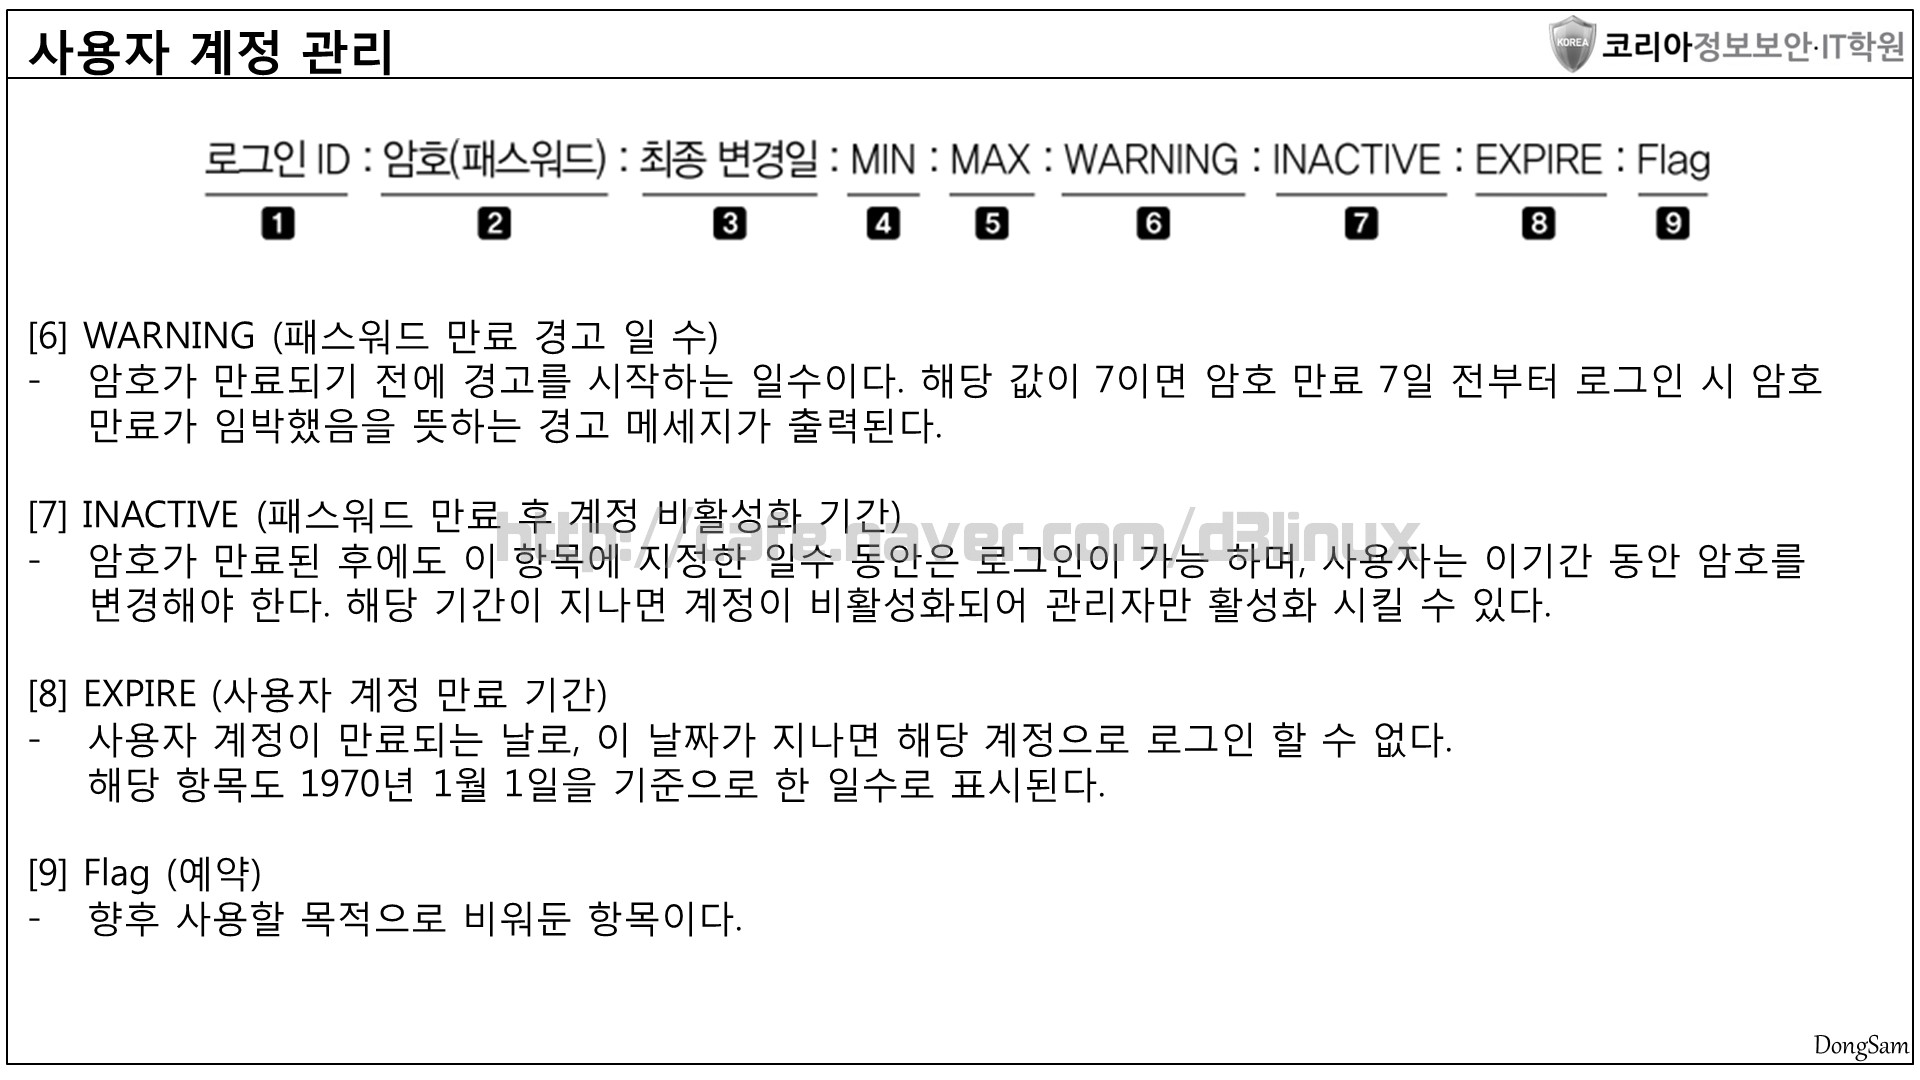 사용자 계정 관리
KOREA 코리아정보보안·IT학원
로그인 ID : 암호(패스워드) : 최종 변경일 : MIN : MAX : WARNING : INACTIVE : EXPIRE : Flag
1 2 3 4 5 6 7 8 9
[6] WARNING (패스워드 만료 경고 일 수)
- 암호가 만료되기 전에 경고를 시작하는 일수이다. 해당 값이 7이면 암호 만료 7일 전부터 로그인 시 암호
만료가 임박했음을 뜻하는 경고 메세지가 출력된다.
[7] INACTIVE (패스워드 만료 후 계정 비활성화 기간)
http://cafe.naver.com/d3linux
- 암호가 만료된 후에도 이 항목에 지정한 일수 동안은 로그인이 가능 하며, 사용자는 이기간 동안 암호를
변경해야 한다. 해당 기간이 지나면 계정이 비활성화되어 관리자만 활성화 시킬 수 있다.
[8] EXPIRE (사용자 계정 만료 기간)
- 사용자 계정이 만료되는 날로, 이 날짜가 지나면 해당 계정으로 로그인 할 수 없다.
해당 항목도 1970년 1월 1일을 기준으로 한 일수로 표시된다.
[9] Flag (예약)
- 향후 사용할 목적으로 비워둔 항목이다.
DongSam